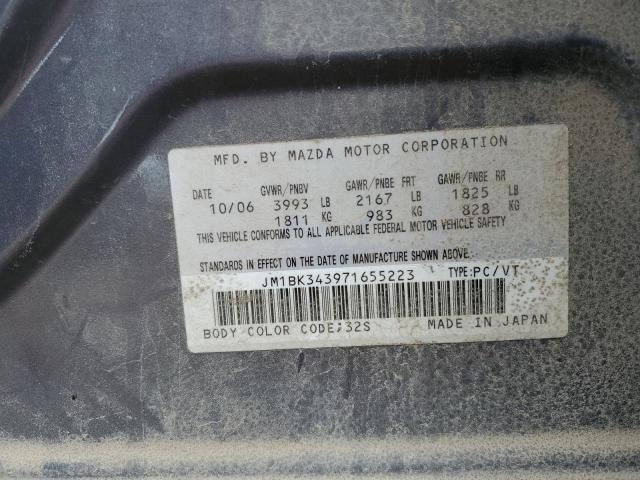 MFD. BY MAZDA MOTOR CORPORATION
DATE GVWR/PNBV GAWR/PNBE FRT GAWR/PNBE RR
10/06 3993 LB 2167 LB 1825 LB
1811 KG 983 KG 828 KG
THIS VEHICLE CONFORMS TO ALL APPLICABLE FEDERAL MOTOR VEHICLE SAFETY
STANDARDS IN EFFECT ON THE DATE OF MANUFACTURE SHOWN ABOVE.
JM1BK343971655223 TYPE:PC/VT
BODY COLOR CODE:32S MADE IN JAPAN